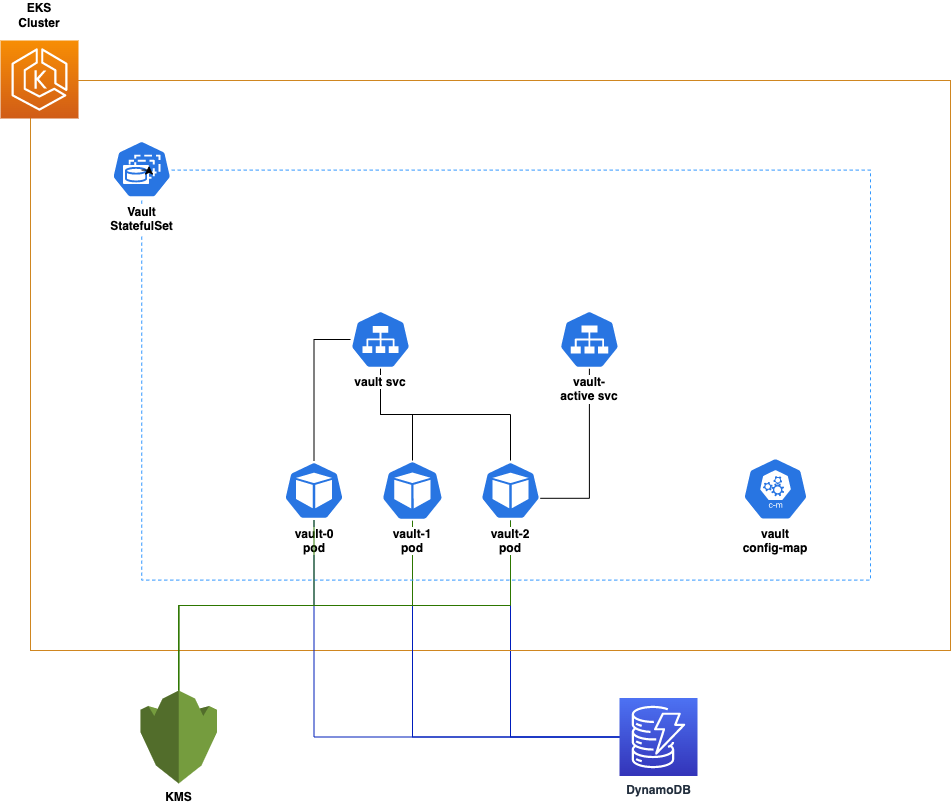 EKS
Cluster
K
Vault
StatefulSet
vault svc
vault-
active svc
vault-0
pod
vault-1
pod
vault-2
pod
c-m
vault
config-map
KMS
DynamoDB